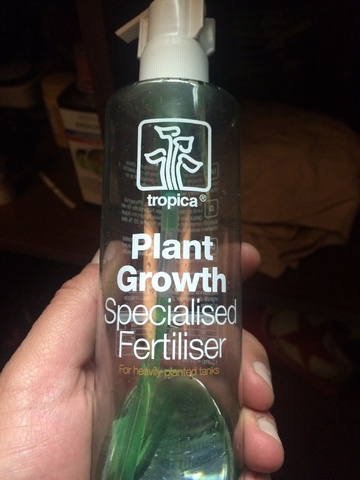 tropica®
Plant
Growth
Specialised
Fertiliser
For heavily planted tanks